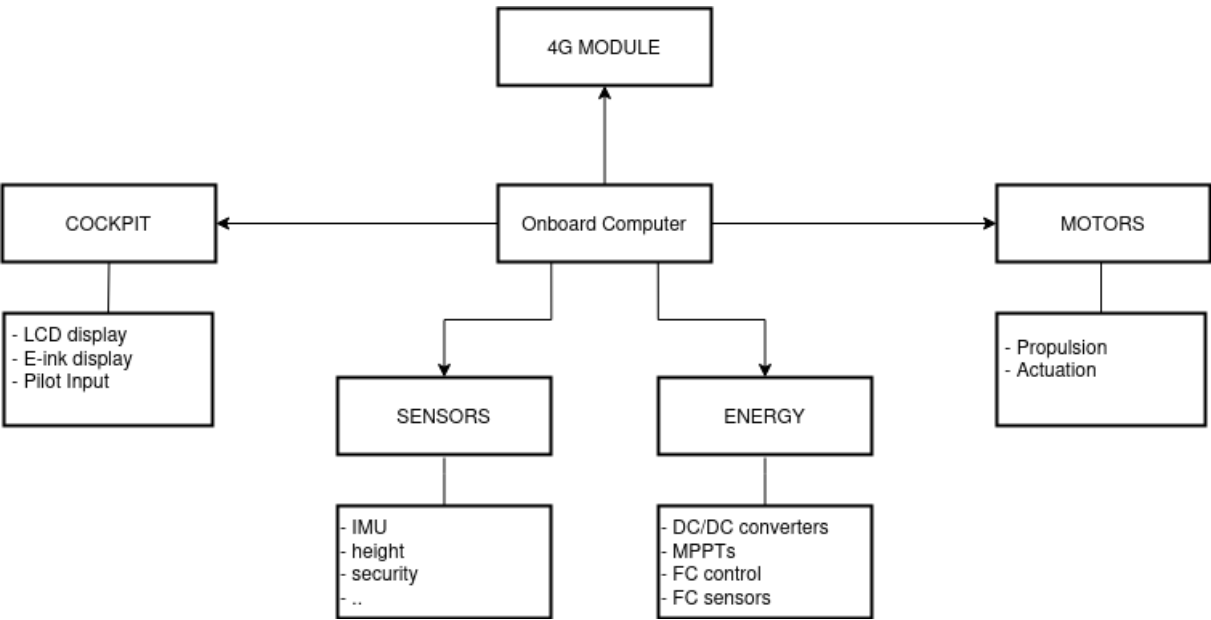 4G MODULE
COCKPIT
Onboard Computer
MOTORS
- LCD display
- E-ink display
- Pilot Input
- Propulsion
- Actuation
SENSORS
ENERGY
- IMU
- height
- security
- ..
- DC/DC converters
- MPPTs
- FC control
- FC sensors